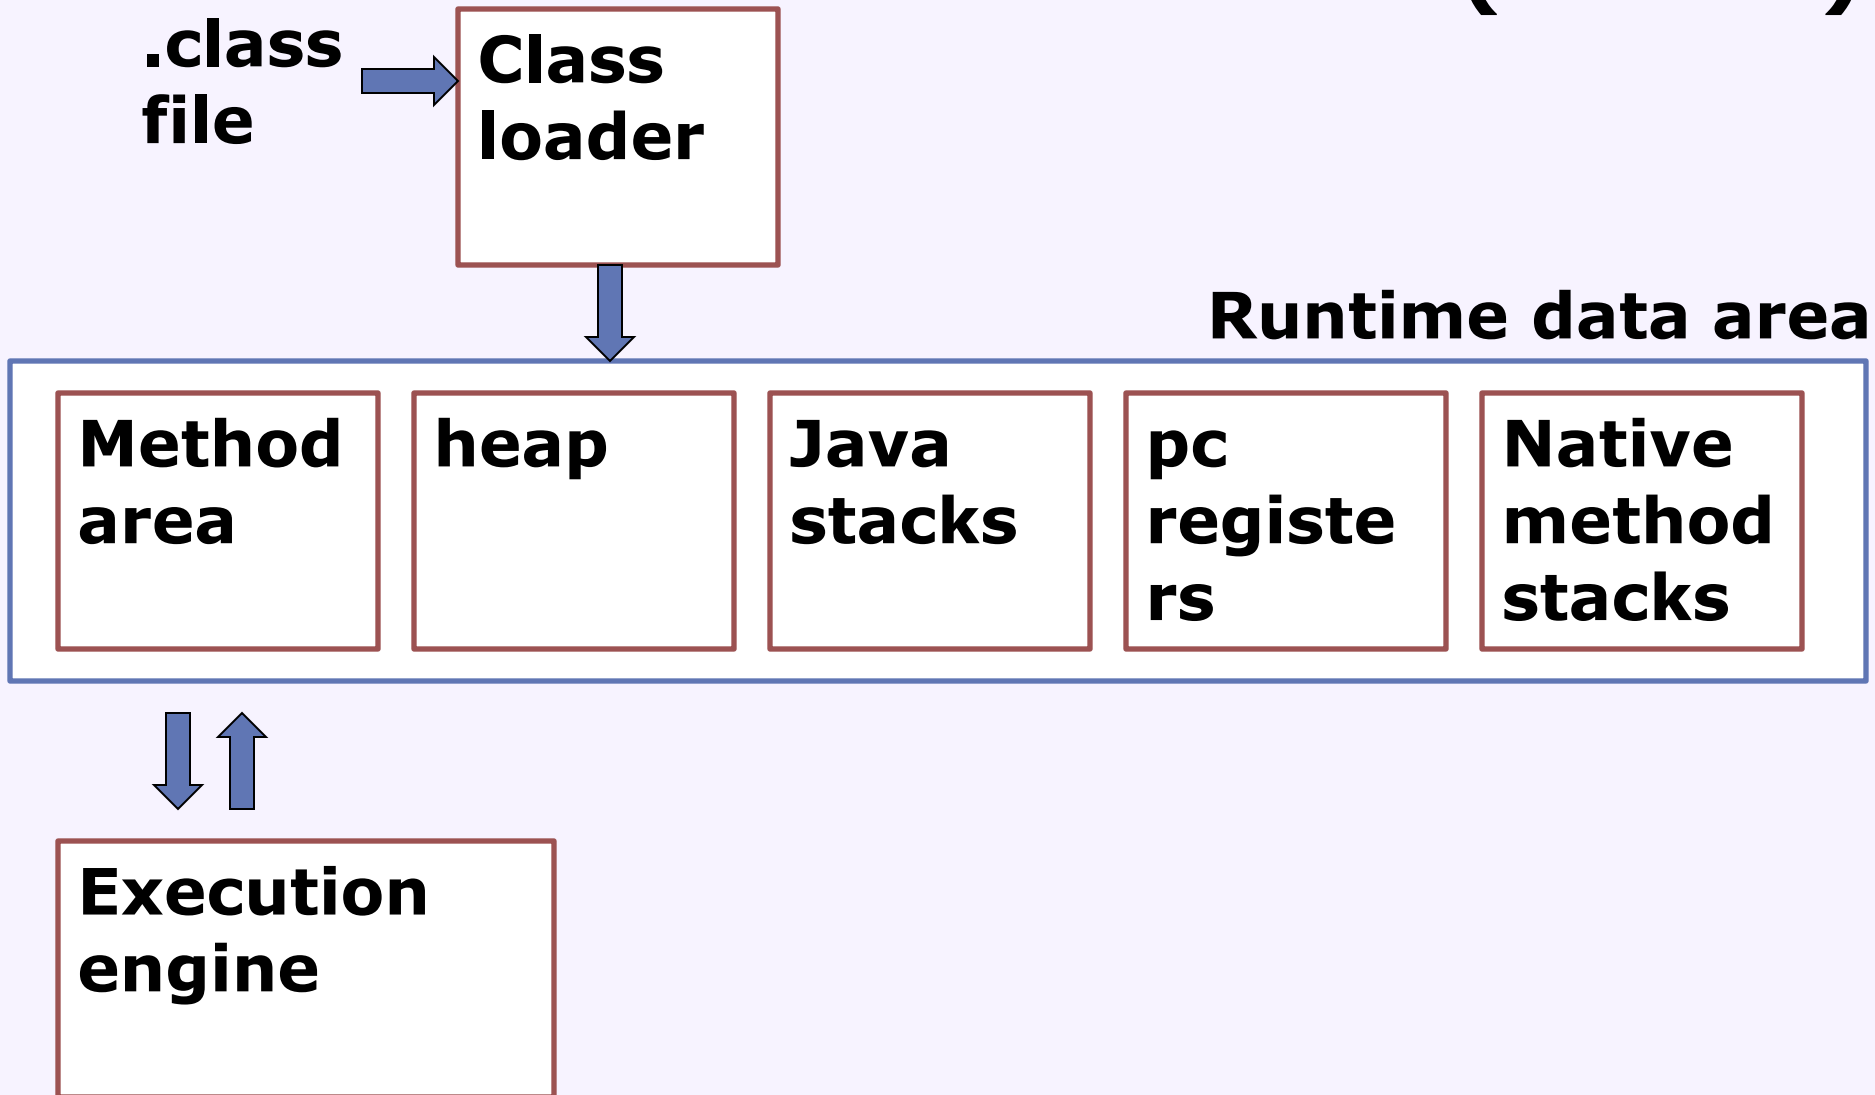 .class
file
Class
loader
Runtime data area
Method
area
heap
Java
stacks
pc
registe
rs
Native
method
stacks
Execution
engine